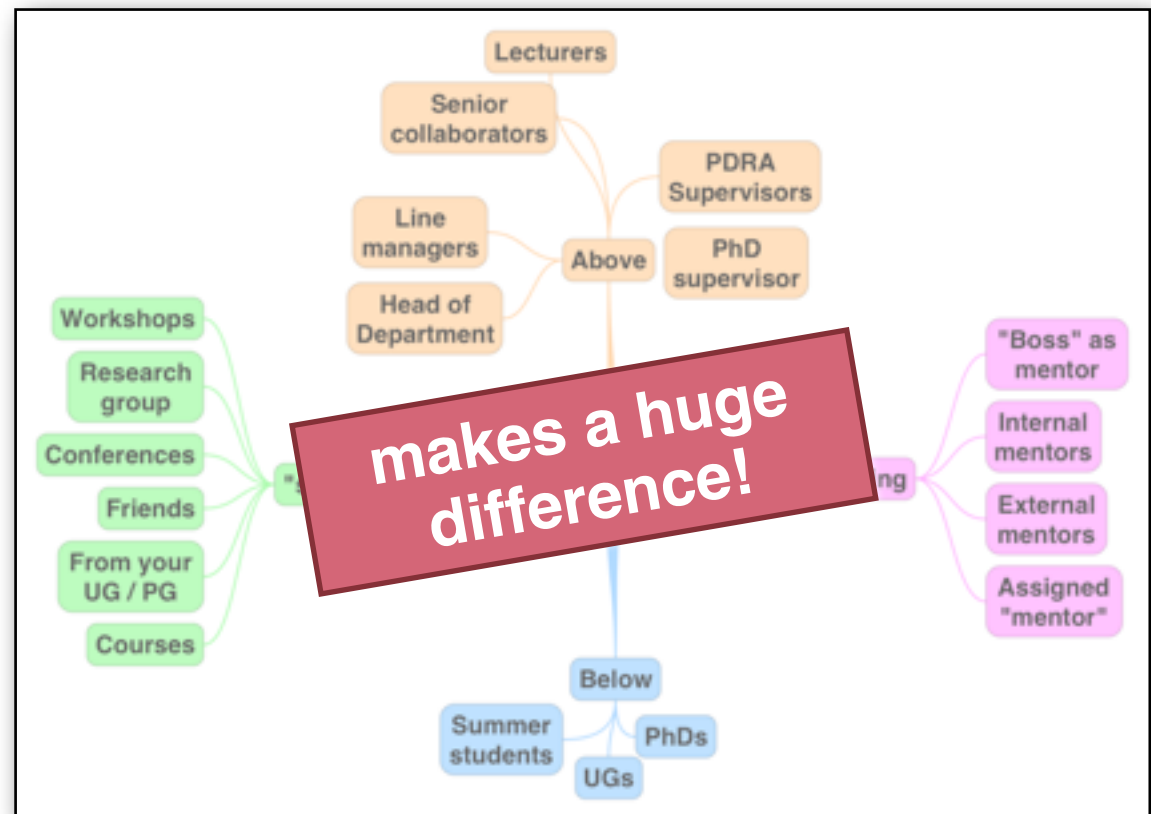 Lecturers
Senior
collaborators
PDRA
Supervisors
Line
managers
Above
PhD
supervisor
Head of
Department
Workshops
Research
group
Conferences
Friends
From your
UG / PG
Courses
makes a huge
difference!
"Boss" as
mentor
Internal
mentors
External
mentors
Assigned
"mentor"
Below
Summer
students
PhDs
UGs